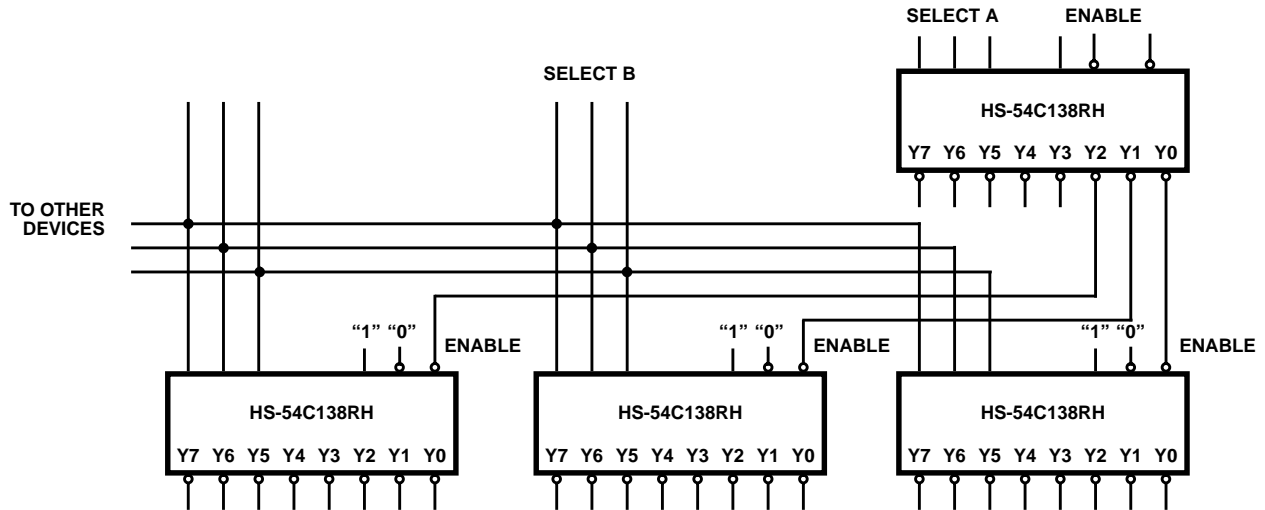 SELECT A ENABLE
HS-54C138RH
Y7 Y6 Y5 Y4 Y3 Y2 Y1 Y0
SELECT B
TO OTHER
DEVICES
“1” “0” ENABLE
HS-54C138RH
Y7 Y6 Y5 Y4 Y3 Y2 Y1 Y0
“1” “0” ENABLE
HS-54C138RH
Y7 Y6 Y5 Y4 Y3 Y2 Y1 Y0
“1” “0” ENABLE
HS-54C138RH
Y7 Y6 Y5 Y4 Y3 Y2 Y1 Y0